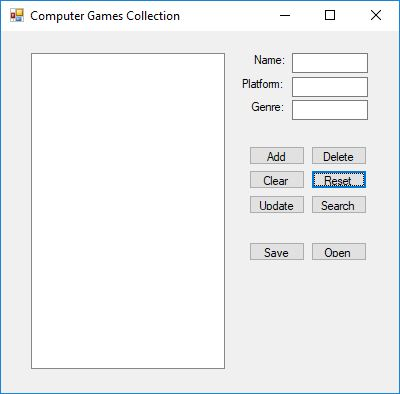 Computer Games Collection
Name:
Platform:
Genre:
Add Delete
Clear Reset
Update Search
Save Open